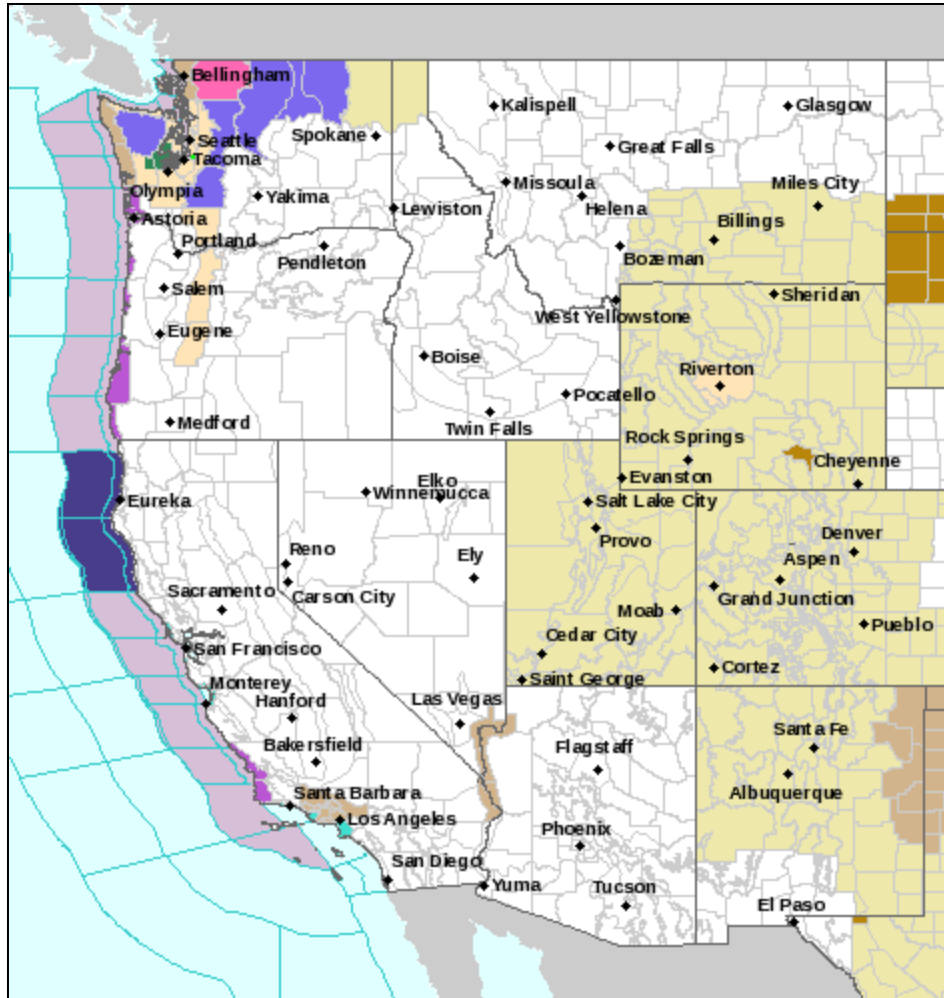 Bellingham
Kalispell
Glasgow
Seattle
Spokane
Great Falls
Tacoma
Missoula
Miles City
Olympia
Yakima
Helena
Lewiston
Astoria
Billings
Portland
Pendleton
Bozeman
Salem
Sheridan
West Yellowstone
Eugene
Boise
Riverton
Pocatello
Medford
Twin Falls
Rock Springs
Cheyenne
Elko
Evanston
Winnemucca
Eureka
Salt Lake City
Denver
Provo
Reno
Ely
Aspen
Sacramento
Carson City
Grand Junction
Moab
Pueblo
Cedar City
San Francisco
Cortez
Saint George
Monterey
Hanford
Las Vegas
Santa Fe
Bakersfield
Flagstaff
Santa Barbara
Albuquerque
Los Angeles
Phoenix
San Diego
Yuma
Tucson
El Paso